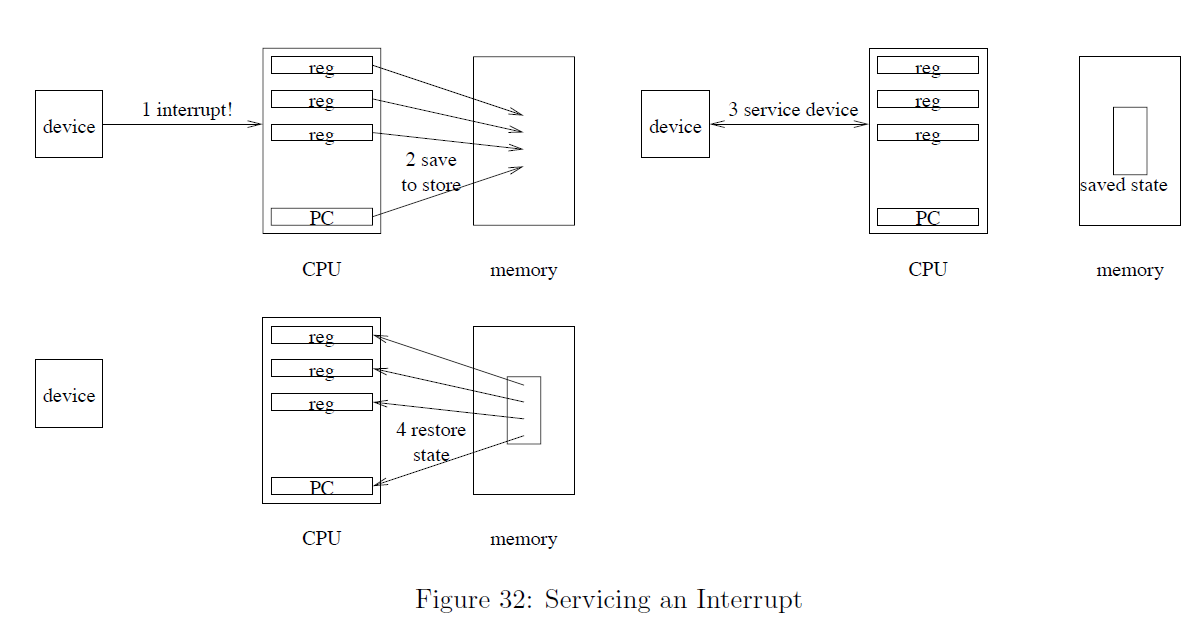 device
1 interrupt!
reg
reg
reg
PC
2 save
to store
CPU
memory
device
3 service device
reg
reg
reg
PC
saved state
CPU
memory
device
reg
reg
reg
PC
4 restore
state
CPU
memory
Figure 32: Servicing an Interrupt